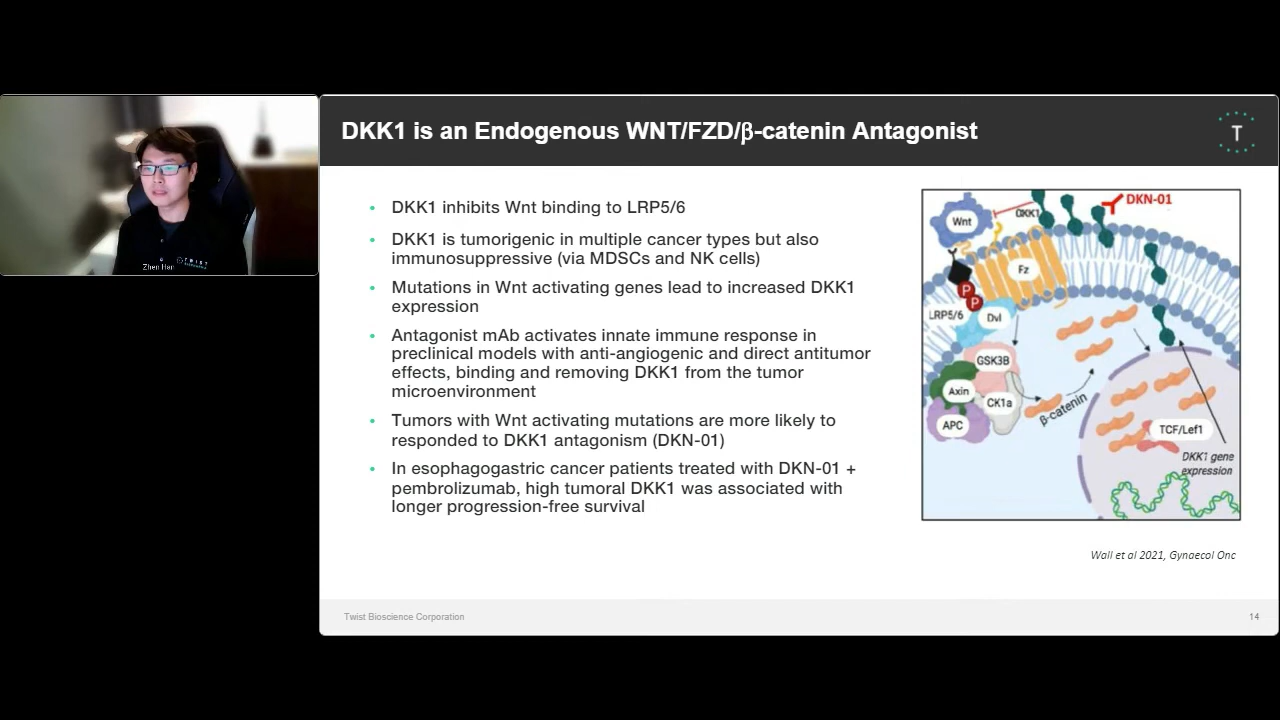 DKK1 is an Endogenous WNT/FZD/β-catenin Antagonist
T
Zhen Han
TWIST
• DKK1 inhibits Wnt binding to LRP5/6
• DKK1 is tumorigenic in multiple cancer types but also
immunosuppressive (via MDSCs and NK cells)
• Mutations in Wnt activating genes lead to increased DKK1
expression
• Antagonist mAb activates innate immune response in
preclinical models with anti-angiogenic and direct antitumor
effects, binding and removing DKK1 from the tumor
microenvironment
• Tumors with Wnt activating mutations are more likely to
responded to DKK1 antagonism (DKN-01)
• In esophagogastric cancer patients treated with DKN-01 +
pembrolizumab, high tumoral DKK1 was associated with
longer progression-free survival
DKN-01
DKK1
Wnt
Fz
P
P
LRP5/6
Dvl
GSK3B
Axin
CK1a
APC
β-catenin
TCF/Lef1
DKK1 gene
expression
Wall et al 2021, Gynaecol Onc
Twist Bioscience Corporation
14